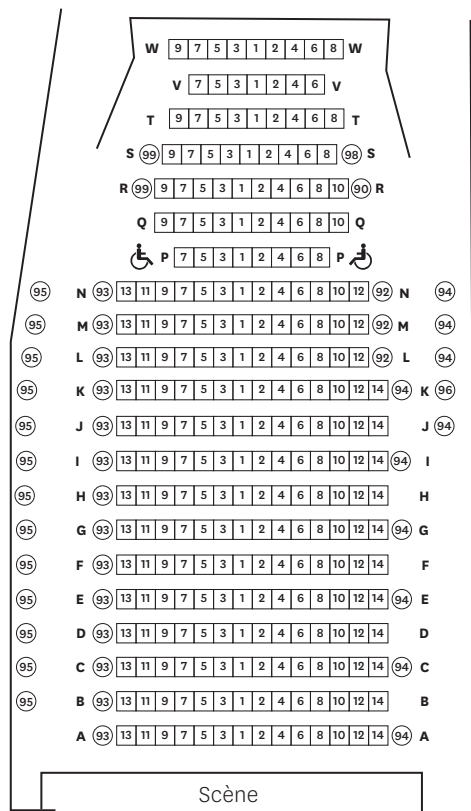 W 9 7 5 3 1 2 4 6 8 W
V 7 5 3 1 2 4 6 V
T 9 7 5 3 1 2 4 6 8 T
S 99 9 7 5 3 1 2 4 6 8 98 S
R 99 9 7 5 3 1 2 4 6 8 10 90 R
Q 9 7 5 3 1 2 4 6 8 10 Q
P 7 5 3 1 2 4 6 8 P
95 N 93 13 11 9 7 5 3 1 2 4 6 8 10 12 92 N 94
95 M 93 13 11 9 7 5 3 1 2 4 6 8 10 12 92 M 94
95 L 93 13 11 9 7 5 3 1 2 4 6 8 10 12 92 L 94
95 K 93 13 11 9 7 5 3 1 2 4 6 8 10 12 14 94 K 96
95 J 93 13 11 9 7 5 3 1 2 4 6 8 10 12 14 J 94
95 I 93 13 11 9 7 5 3 1 2 4 6 8 10 12 14 94 I
95 H 93 13 11 9 7 5 3 1 2 4 6 8 10 12 14 H
95 G 93 13 11 9 7 5 3 1 2 4 6 8 10 12 14 94 G
95 F 93 13 11 9 7 5 3 1 2 4 6 8 10 12 14 F
95 E 93 13 11 9 7 5 3 1 2 4 6 8 10 12 14 94 E
95 D 93 13 11 9 7 5 3 1 2 4 6 8 10 12 14 D
95 C 93 13 11 9 7 5 3 1 2 4 6 8 10 12 14 94 C
95 B 93 13 11 9 7 5 3 1 2 4 6 8 10 12 14 B
A 93 13 11 9 7 5 3 1 2 4 6 8 10 12 14 94 A
Scène